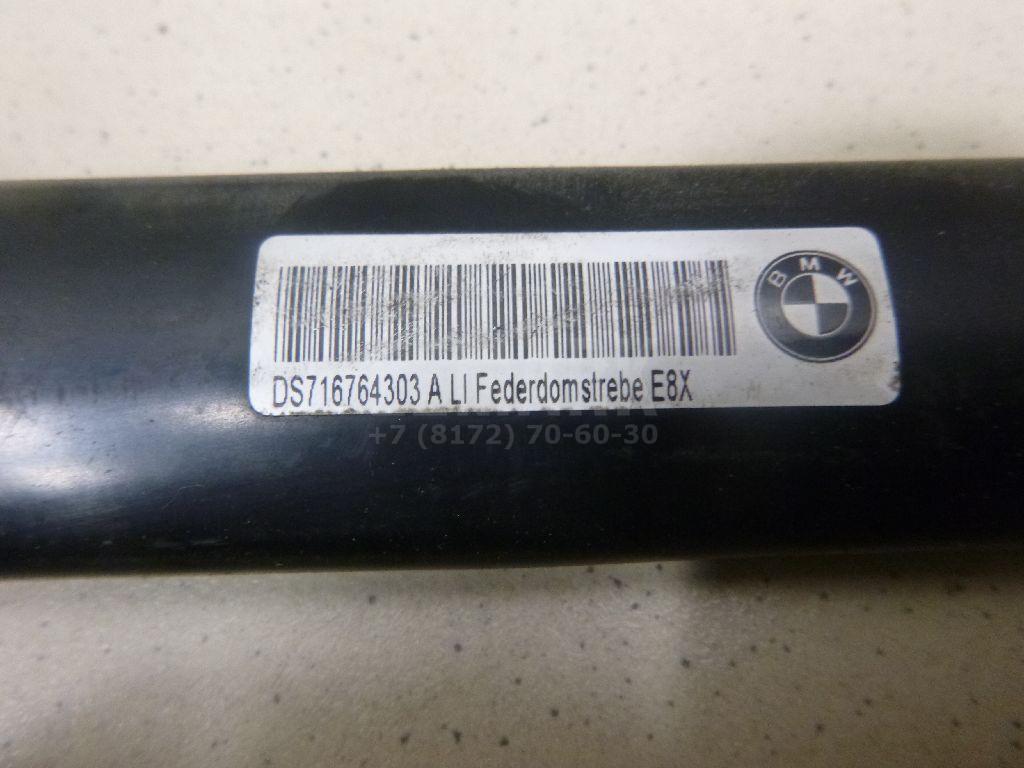 BMW
DS716764303 A LI Federdomstrebe E8X
+7 (8172) 70-60-30